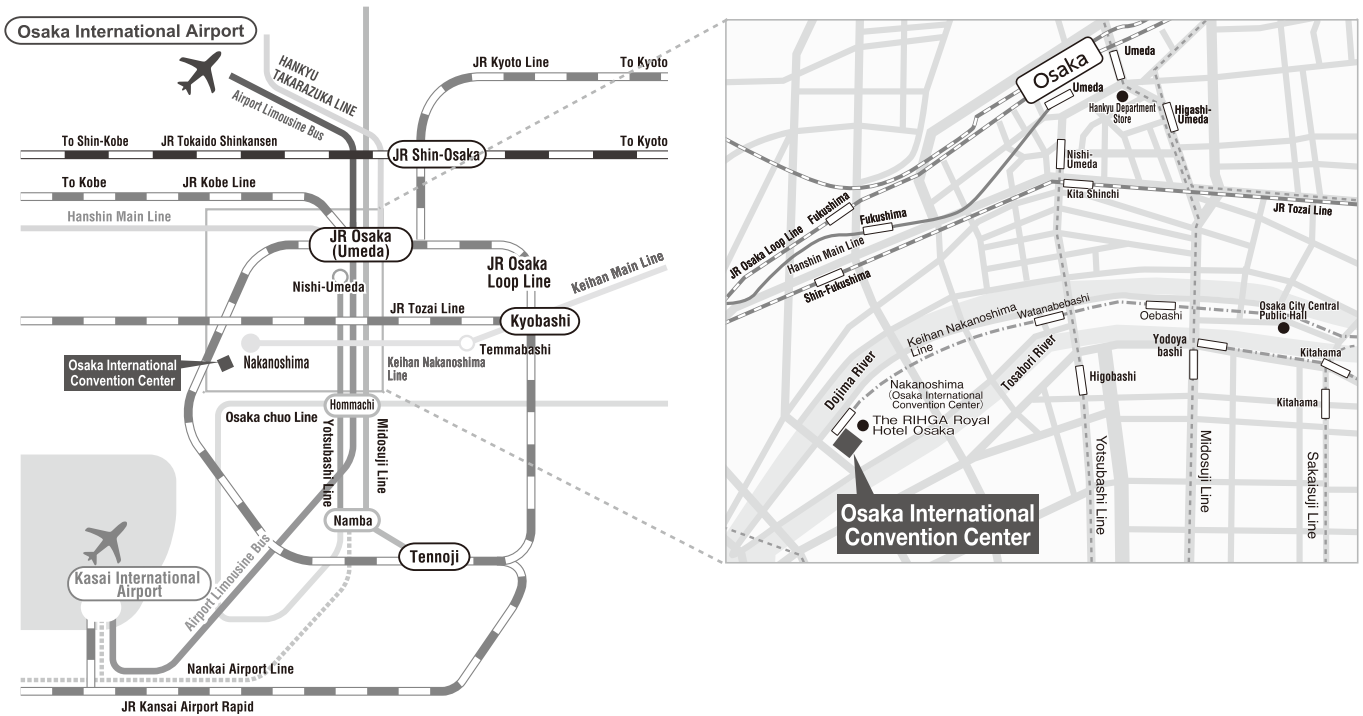 Osaka International Airport
HANKYU
TAKARAZUKA LINE
Airport Limousine Bus
JR Kyoto Line
To Kyoto
To Shin-Kobe
JR Tokaido Shinkansen
JR Shin-Osaka
To Kyoto
To Kobe
JR Kobe Line
Hanshin Main Line
JR Osaka
(Umeda)
Nishi-Umeda
JR Osaka
Loop Line
Keihan Main Line
JR Tozai Line
Kyobashi
Osaka International
Convention Center
Nakanoshima
Keihan Nakanoshima
Line
Temmabashi
Hommachi
Osaka chuo Line
Yotsubashi Line
Midosuji Line
Namba
Tennoji
Kasai International
Airport
Airport Limousine Bus
Nankai Airport Line
JR Kansai Airport Rapid
Osaka
Umeda
Umeda
Hankyu Department
Store
Higashi-
Umeda
Nishi-
Umeda
Kita Shinchi
JR Tozai Line
Fukushima
Fukushima
JR Osaka Loop Line
Hanshin Main Line
Shin-Fukushima
Keihan Nakanoshima
Line
Watanabebashi
Oebashi
Osaka City Central
Public Hall
Yodoya
bashi
Kitahama
Dojima River
Tosabori River
Nakanoshima
(Osaka International
Convention Center)
Higobashi
Kitahama
The RIHGA Royal
Hotel Osaka
Yotsubashi Line
Midosuji Line
Sakaisuji Line
Osaka International
Convention Center